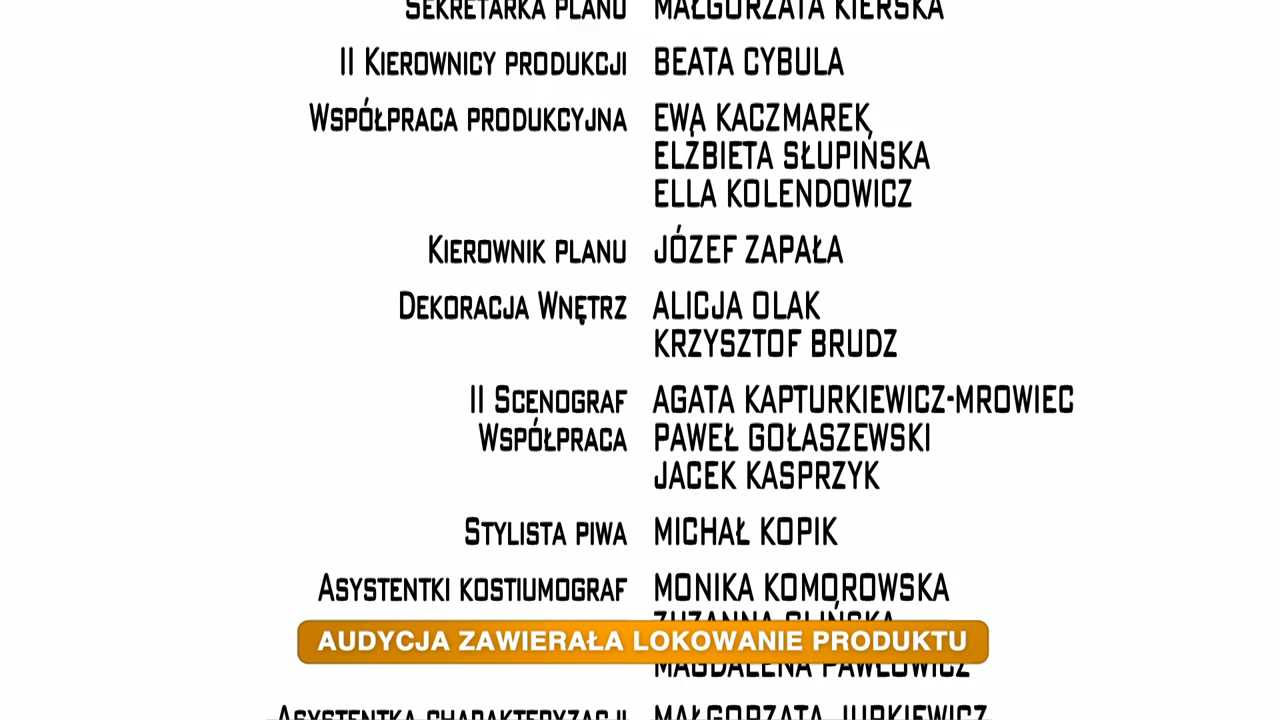 Sekretarka planu MAŁGORZATA KIERSKA
II Kierownicy produkcji BEATA CYBULA
Współpraca produkcyjna EWA KACZMAREK
ELŻBIETA SŁUPIŃSKA
ELLA KOLENDOWICZ
Kierownik planu JÓZEF ZAPAŁA
Dekoracja Wnętrz ALICJA OLAK
KRZYSZTOF BRUDZ
II Scenograf AGATA KAPTURKIEWICZ-MROWIEC
Współpraca PAWEŁ GOŁASZEWSKI
JACEK KASPRZYK
Stylista piwa MICHAŁ KOPIK
Asystentki kostiumograf MONIKA KOMOROWSKA
ZUZANNA GLIŃSKA
AUDYCJA ZAWIERAŁA LOKOWANIE PRODUKTU
MAGDALENA PAWŁOWICZ
Asystentka charakteryzacji MAŁGORZATA JURKIEWICZ